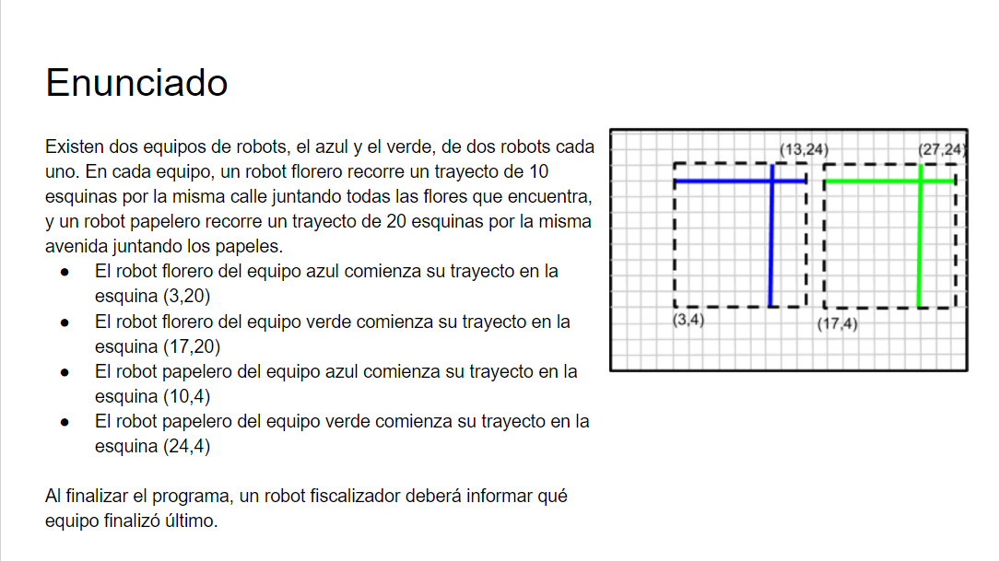 Enunciado
Existen dos equipos de robots, el azul y el verde, de dos robots cada
uno. En cada equipo, un robot florero recorre un trayecto de 10
esquinas por la misma calle juntando todas las flores que encuentra,
y un robot papelero recorre un trayecto de 20 esquinas por la misma
avenida juntando los papeles.
● El robot florero del equipo azul comienza su trayecto en la
esquina (3,20)
● El robot florero del equipo verde comienza su trayecto en la
esquina (17,20)
● El robot papelero del equipo azul comienza su trayecto en la
esquina (10,4)
● El robot papelero del equipo verde comienza su trayecto en la
esquina (24,4)
Al finalizar el programa, un robot fiscalizador deberá informar qué
equipo finalizó último.
(13,24)
(27,24)
(3,4)
(17,4)